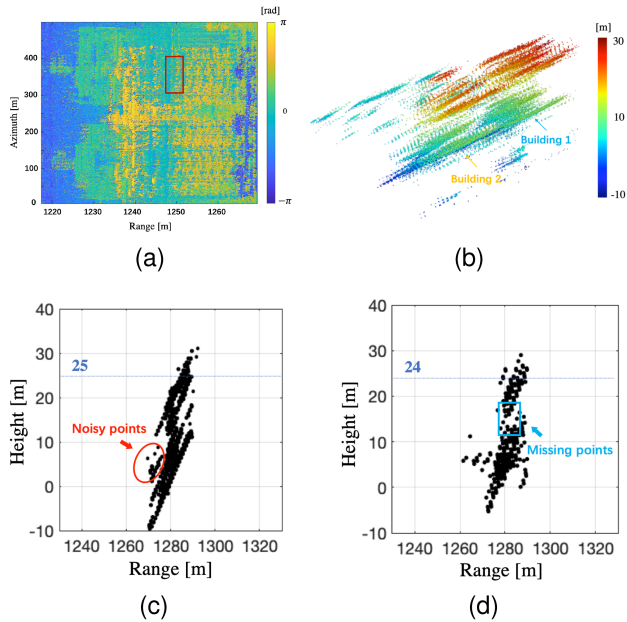 [rad]
π
0
−π
Azimuth [m]
400
300
200
100
0
1220 1230 1240 1250 1260
Range [m]
(a)
[m]
30
10
-10
Building 1
Building 2
(b)
40
30
20
10
0
-10
25
Noisy points
Height [m]
1240 1260 1280 1300 1320
Range [m]
(c)
40
30
20
10
0
-10
24
Missing points
Height [m]
1240 1260 1280 1300 1320
Range [m]
(d)